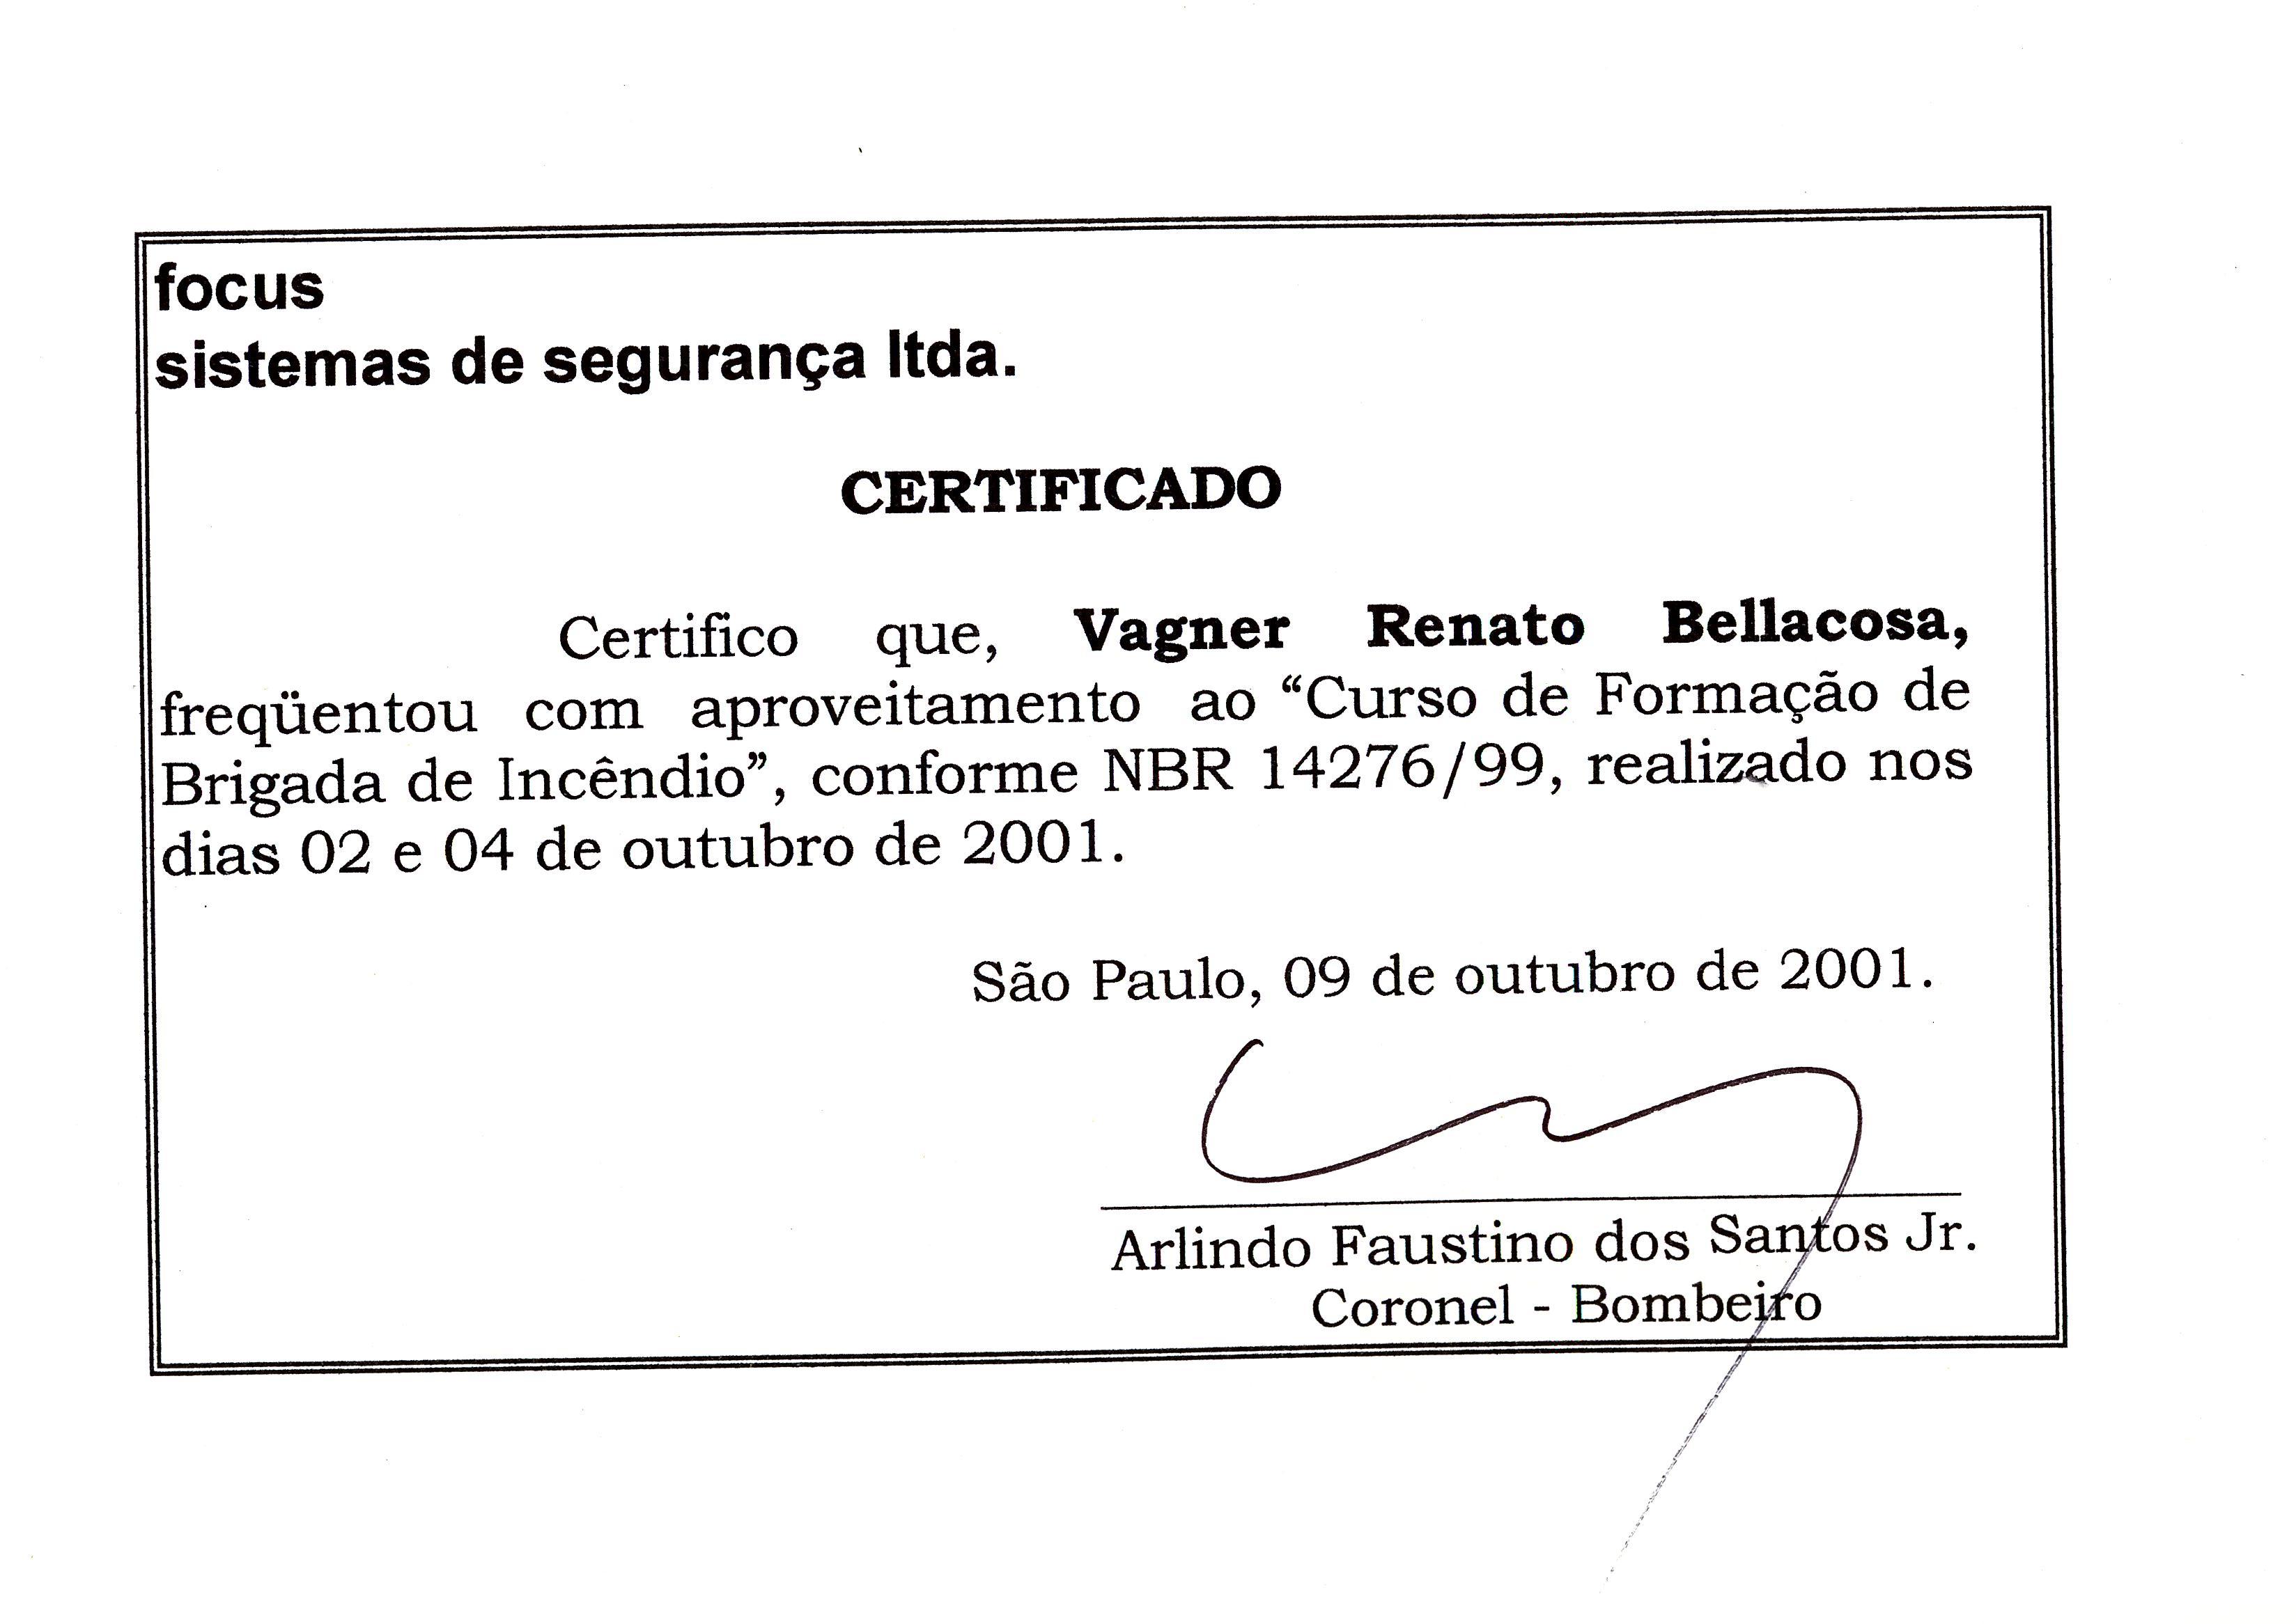 focus
sistemas de segurança ltda.
CERTIFICADO
Certifico que, Vagner Renato Bellacosa,
freqüentou com aproveitamento ao “Curso de Formação de
Brigada de Incêndio”, conforme NBR 14276/99, realizado nos
dias 02 e 04 de outubro de 2001.
São Paulo, 09 de outubro de 2001.
Arlindo Faustino dos Santos Jr.
Coronel - Bombeiro